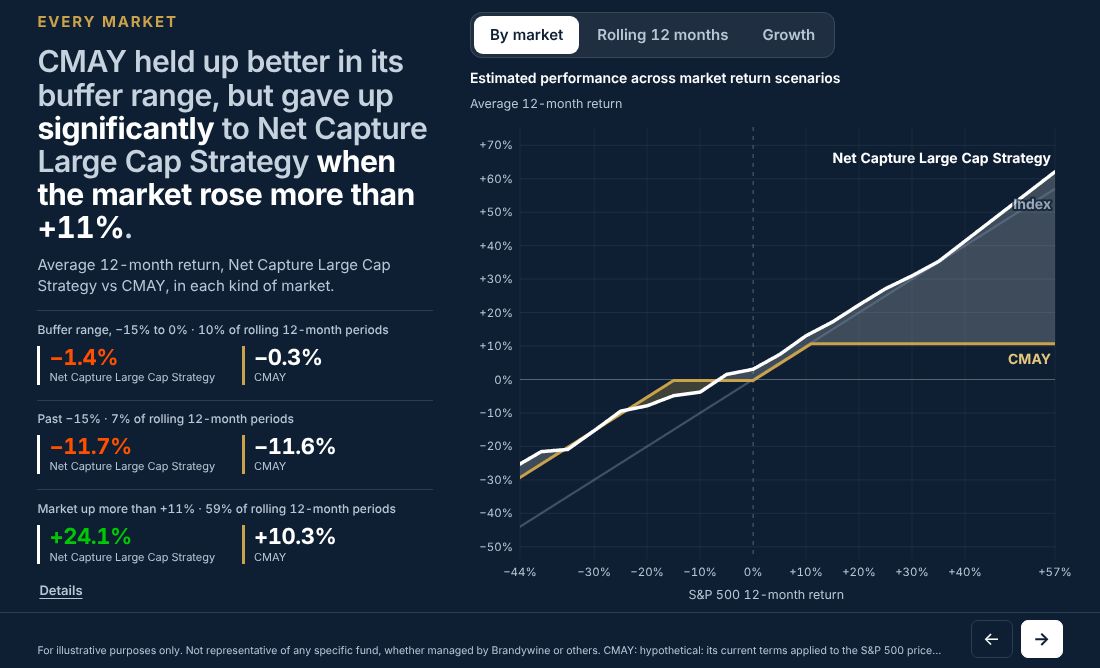 EVERY MARKET
CMAY held up better in its
buffer range, but gave up
significantly to Net Capture
Large Cap Strategy when
the market rose more than
+11%.
Average 12-month return, Net Capture Large Cap
Strategy vs CMAY, in each kind of market.
Buffer range, −15% to 0% · 10% of rolling 12-month periods
−1.4%
Net Capture Large Cap Strategy
−0.3%
CMAY
Past −15% · 7% of rolling 12-month periods
−11.7%
Net Capture Large Cap Strategy
−11.6%
CMAY
Market up more than +11% · 59% of rolling 12-month periods
+24.1%
Net Capture Large Cap Strategy
+10.3%
CMAY
Details
By market
Rolling 12 months
Growth
Estimated performance across market return scenarios
Average 12-month return
+70%
+60%
+50%
+40%
+30%
+20%
+10%
0%
−10%
−20%
−30%
−40%
−50%
Net Capture Large Cap Strategy
Index
CMAY
−44%
−30%
−20%
−10%
0%
+10%
+20%
+30%
+40%
+57%
S&P 500 12-month return
For illustrative purposes only. Not representative of any specific fund, whether managed by Brandywine or others. CMAY: hypothetical: its current terms applied to the S&P 500 price…